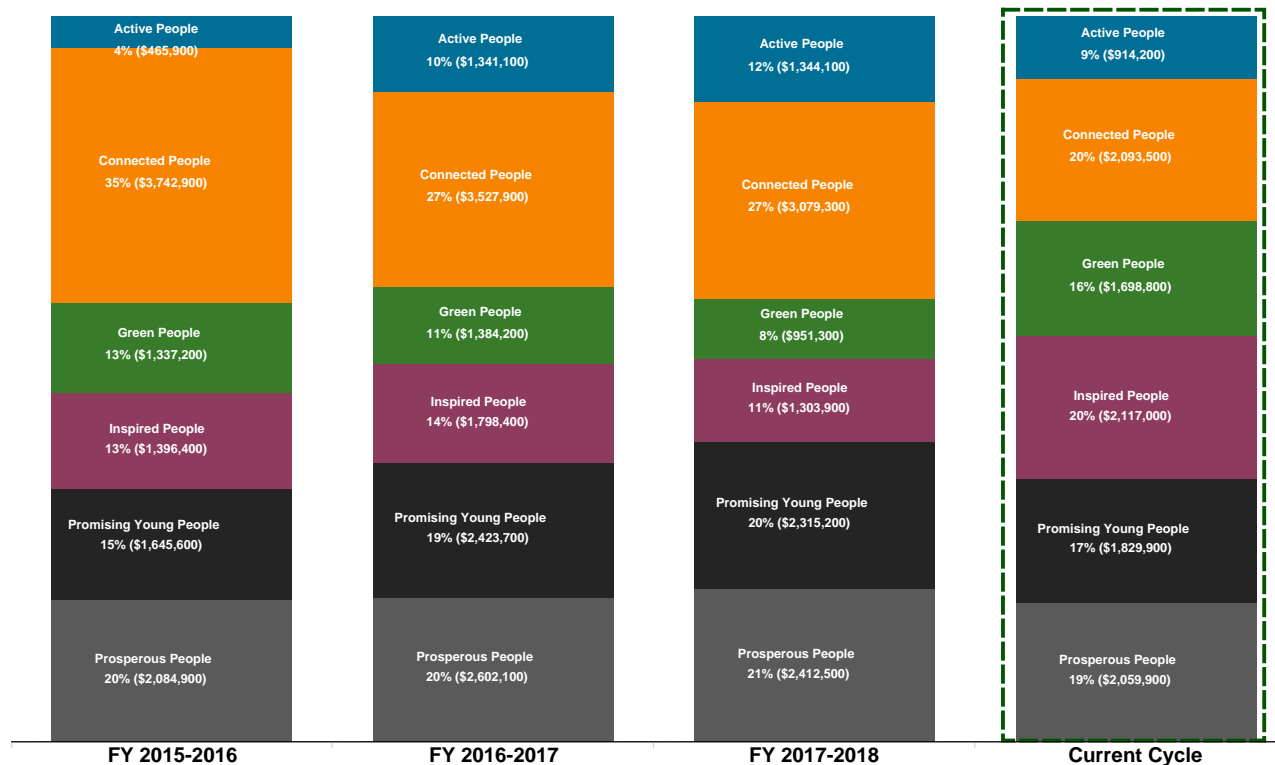 Active People
4% ($465,900)
Connected People
35% ($3,742,900)
Green People
13% ($1,337,200)
Inspired People
13% ($1,396,400)
Promising Young People
15% ($1,645,600)
Prosperous People
20% ($2,084,900)
FY 2015-2016
Active People
10% ($1,341,100)
Connected People
27% ($3,527,900)
Green People
11% ($1,384,200)
Inspired People
14% ($1,798,400)
Promising Young People
19% ($2,423,700)
Prosperous People
20% ($2,602,100)
FY 2016-2017
Active People
12% ($1,344,100)
Connected People
27% ($3,079,300)
Green People
8% ($951,300)
Inspired People
11% ($1,303,900)
Promising Young People
20% ($2,315,200)
Prosperous People
21% ($2,412,500)
FY 2017-2018
Active People
9% ($914,200)
Connected People
20% ($2,093,500)
Green People
16% ($1,698,800)
Inspired People
20% ($2,117,000)
Promising Young People
17% ($1,829,900)
Prosperous People
19% ($2,059,900)
Current Cycle